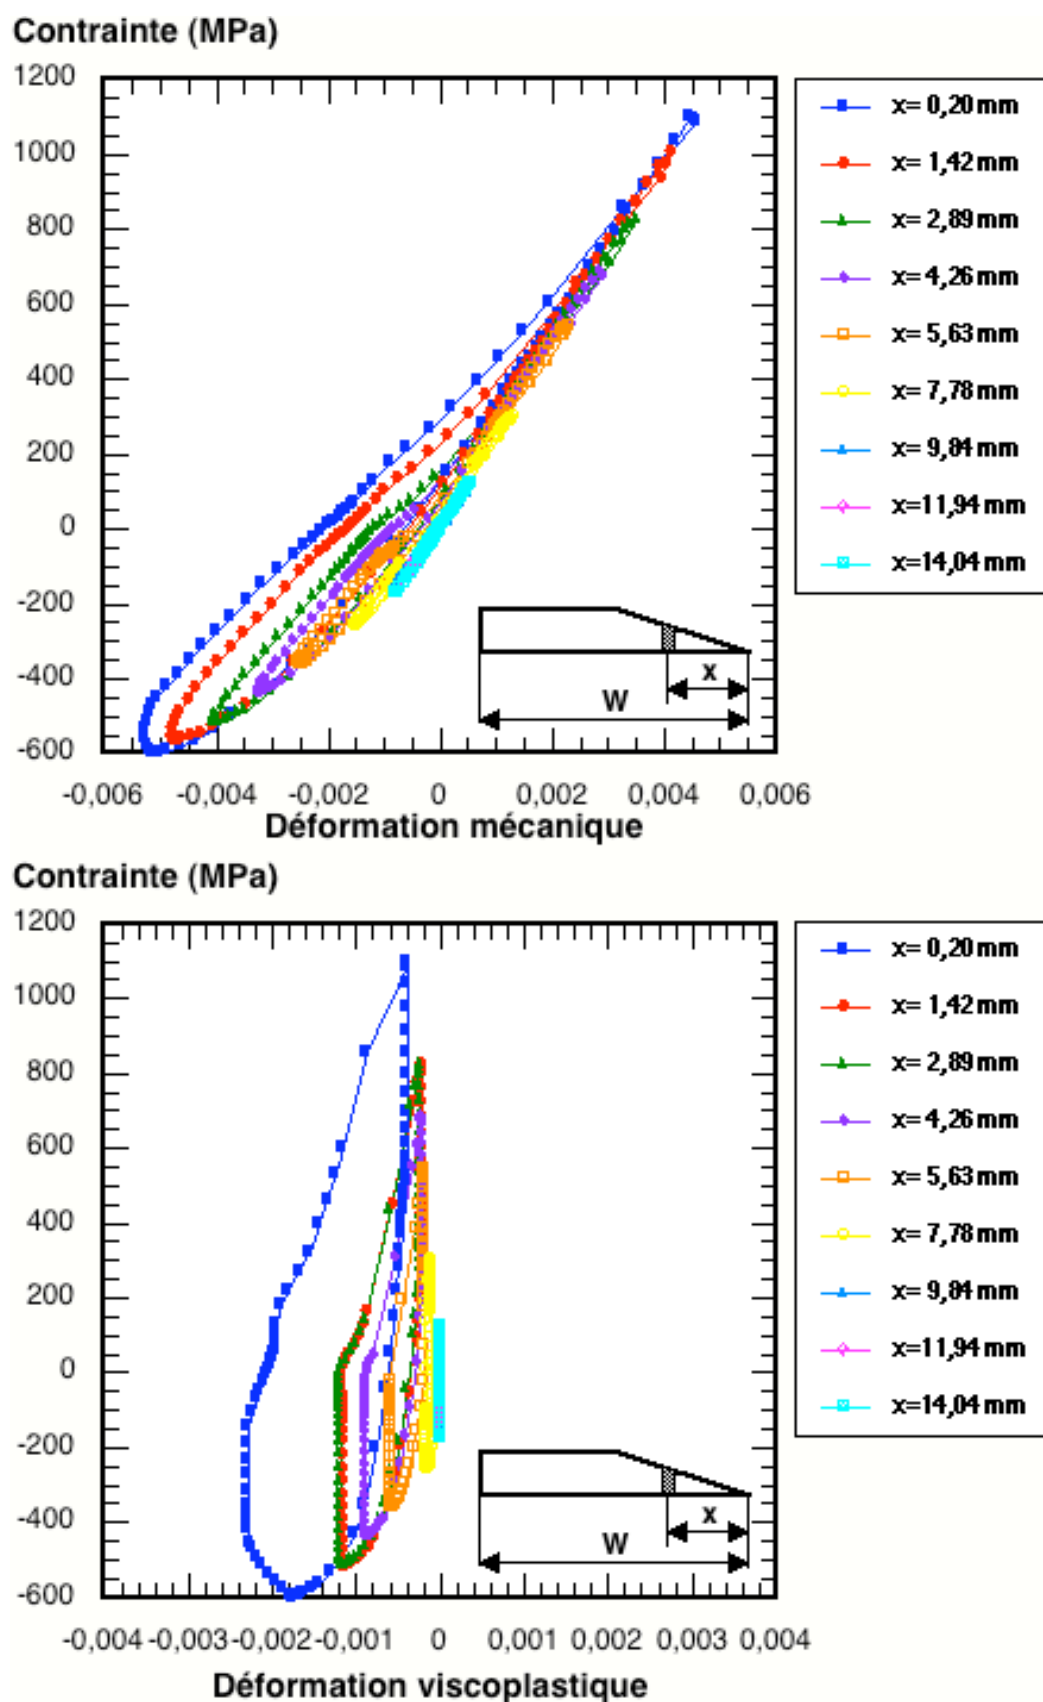 Contrainte (MPa)
1200
1000
800
600
400
200
0
-200
-400
-600
-0,006 -0,004 -0,002 0 0,002 0,004 0,006
Déformation mécanique
x= 0,20 mm
x= 1,42 mm
x= 2,89 mm
x= 4,26 mm
x= 5,63 mm
x= 7,78 mm
x= 9,84 mm
x=11,94 mm
x=14,04 mm
x
W
Contrainte (MPa)
1200
1000
800
600
400
200
0
-200
-400
-600
-0,004 -0,003 -0,002 -0,001 0 0,001 0,002 0,003 0,004
Déformation viscoplastique
x= 0,20 mm
x= 1,42 mm
x= 2,89 mm
x= 4,26 mm
x= 5,63 mm
x= 7,78 mm
x= 9,84 mm
x=11,94 mm
x=14,04 mm
x
W